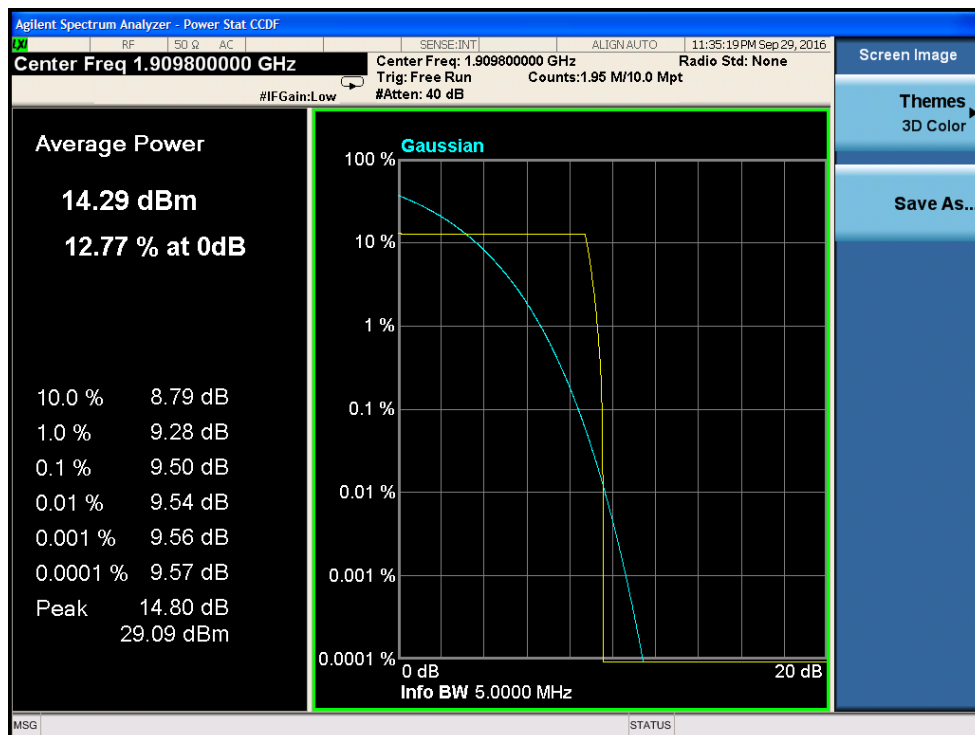 Agilent Spectrum Analyzer - Power Stat CCDF
LXI RF 50 Ω AC SENSE:INT ALIGN AUTO 11:35:19 PM Sep 29, 2016
Center Freq 1.909800000 GHz
Center Freq: 1.909800000 GHz Radio Std: None
Trig: Free Run Counts:1.95 M/10.0 Mpt
#IFGain:Low #Atten: 40 dB
Screen Image
Themes
3D Color
Save As...
Average Power
14.29 dBm
12.77 % at 0dB
10.0 % 8.79 dB
1.0 % 9.28 dB
0.1 % 9.50 dB
0.01 % 9.54 dB
0.001 % 9.56 dB
0.0001 % 9.57 dB
Peak 14.80 dB
29.09 dBm
Gaussian
100 %
10 %
1 %
0.1 %
0.01 %
0.001 %
0.0001 %
0 dB 20 dB
Info BW 5.0000 MHz
MSG STATUS